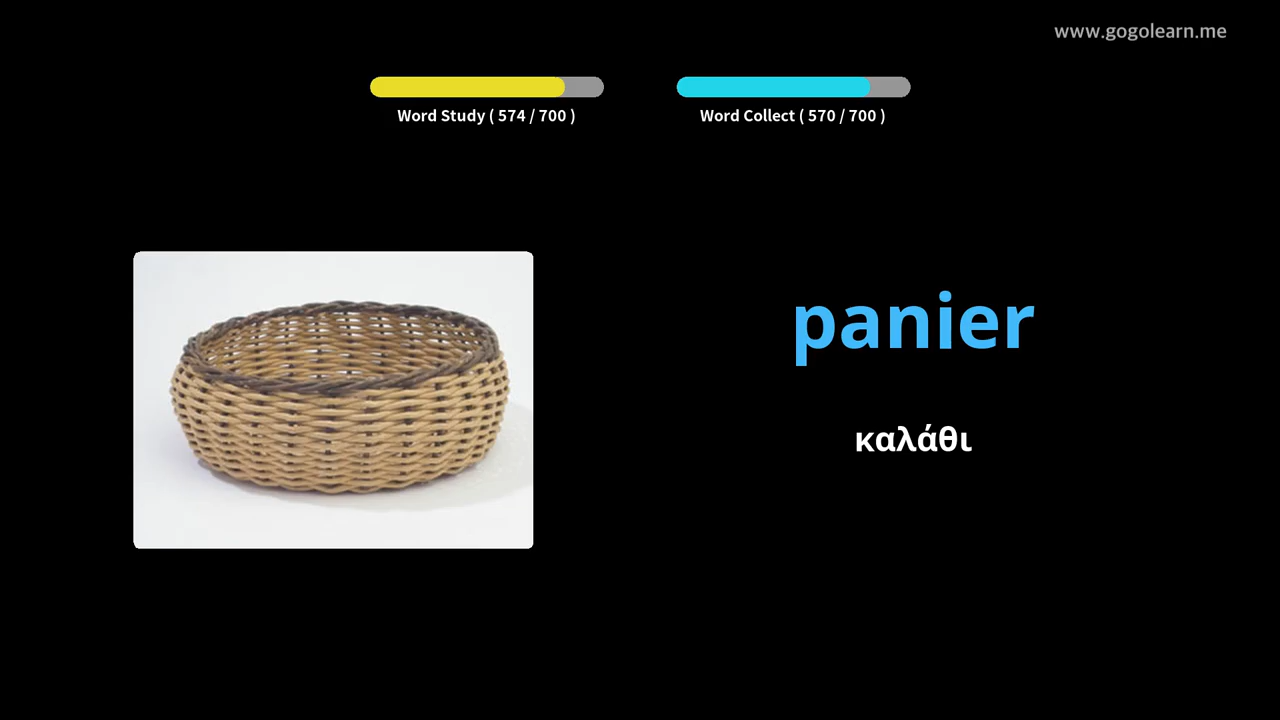 www.gogolearn.me
Word Study ( 574 / 700 )
Word Collect ( 570 / 700 )
panier
καλάθι